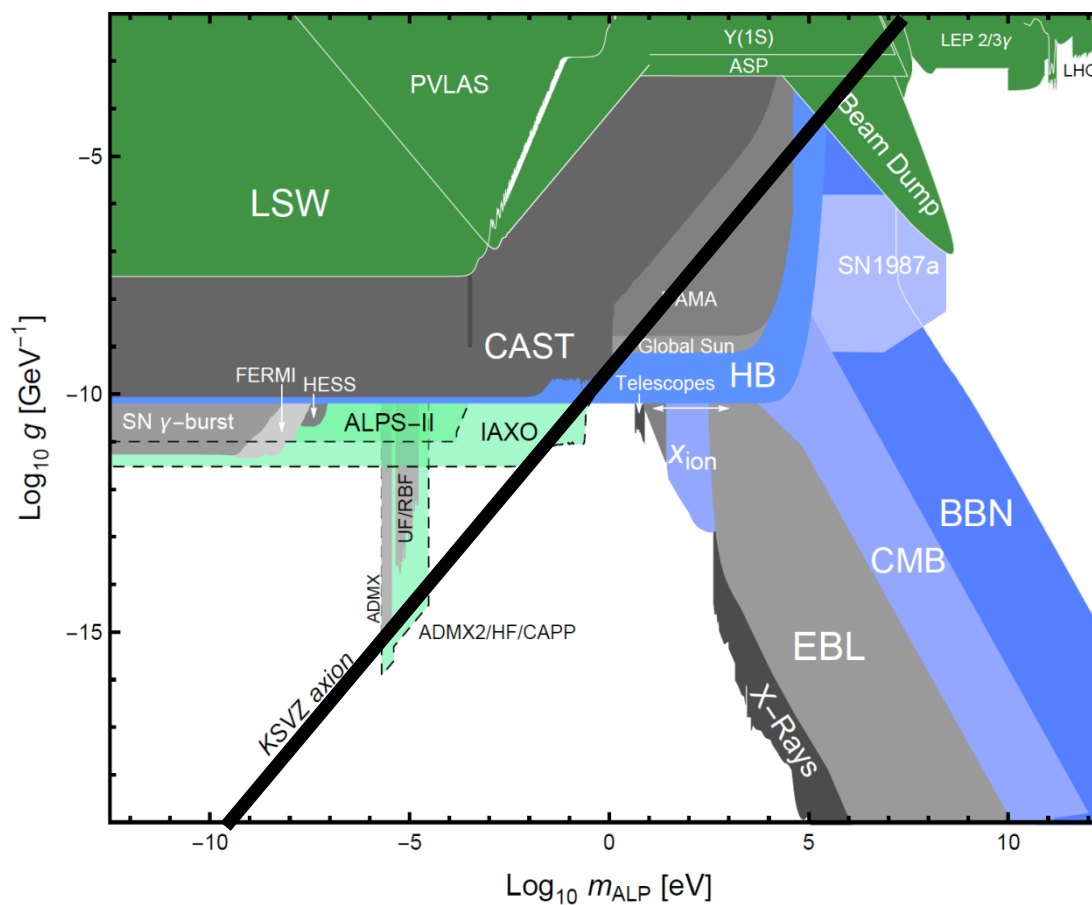 Y(1S)
LEP 2/3γ
ASP
LHC
PVLAS
Beam Dump
−5
LSW
SN1987a
CAST
Global Sun
FERMI
HESS
Telescopes
HB
−10
SN γ−burst
ALPS−II
IAXO
xion
UF/RBF
BBN
CMB
ADMX
−15
ADMX2/HF/CAPP
EBL
KSVZ axion
X−Rays
Log10 g [GeV−1]
−10
−5
0
5
10
Log10 mALP [eV]